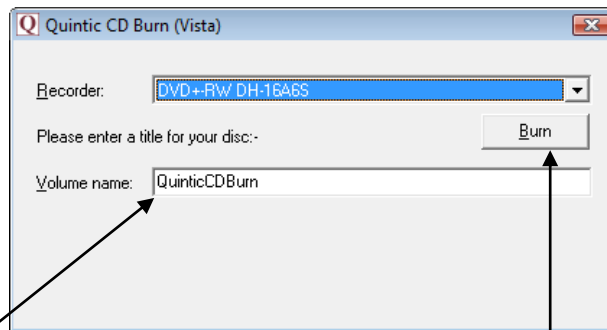 Q Quintic CD Burn (Vista)
Recorder: DVD+-RW DH-16A6S
Please enter a title for your disc:-
Burn
Volume name: QuinticCDBurn